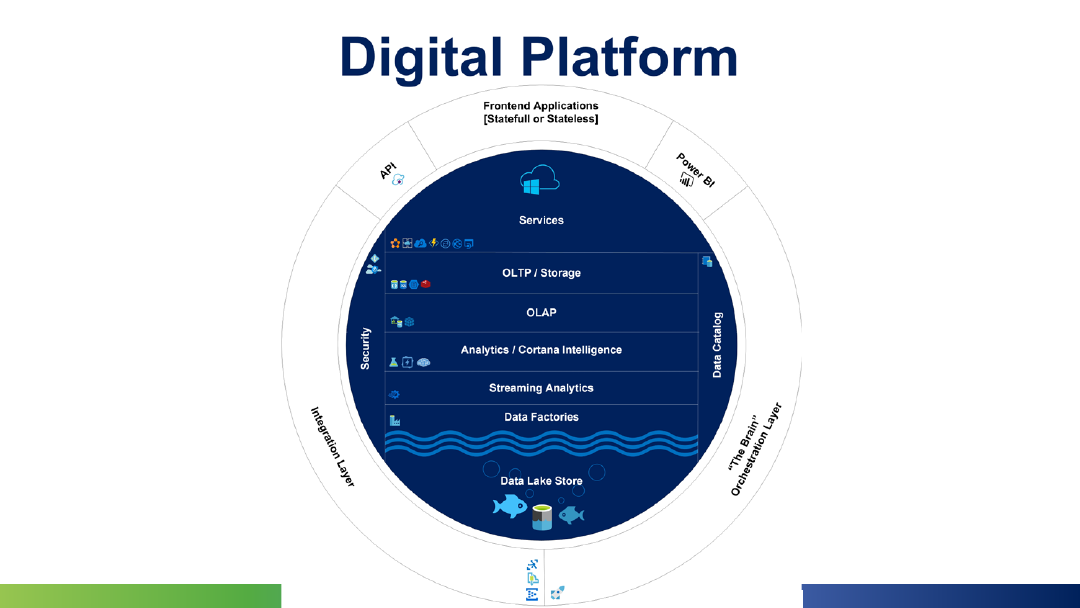 Digital Platform
Frontend Applications
[Statefull or Stateless]
API
Power BI
Services
OLTP / Storage
OLAP
Analytics / Cortana Intelligence
Streaming Analytics
Data Factories
Data Lake Store
Security
Data Catalog
Integration Layer
"The Brain"
Orchestration Layer